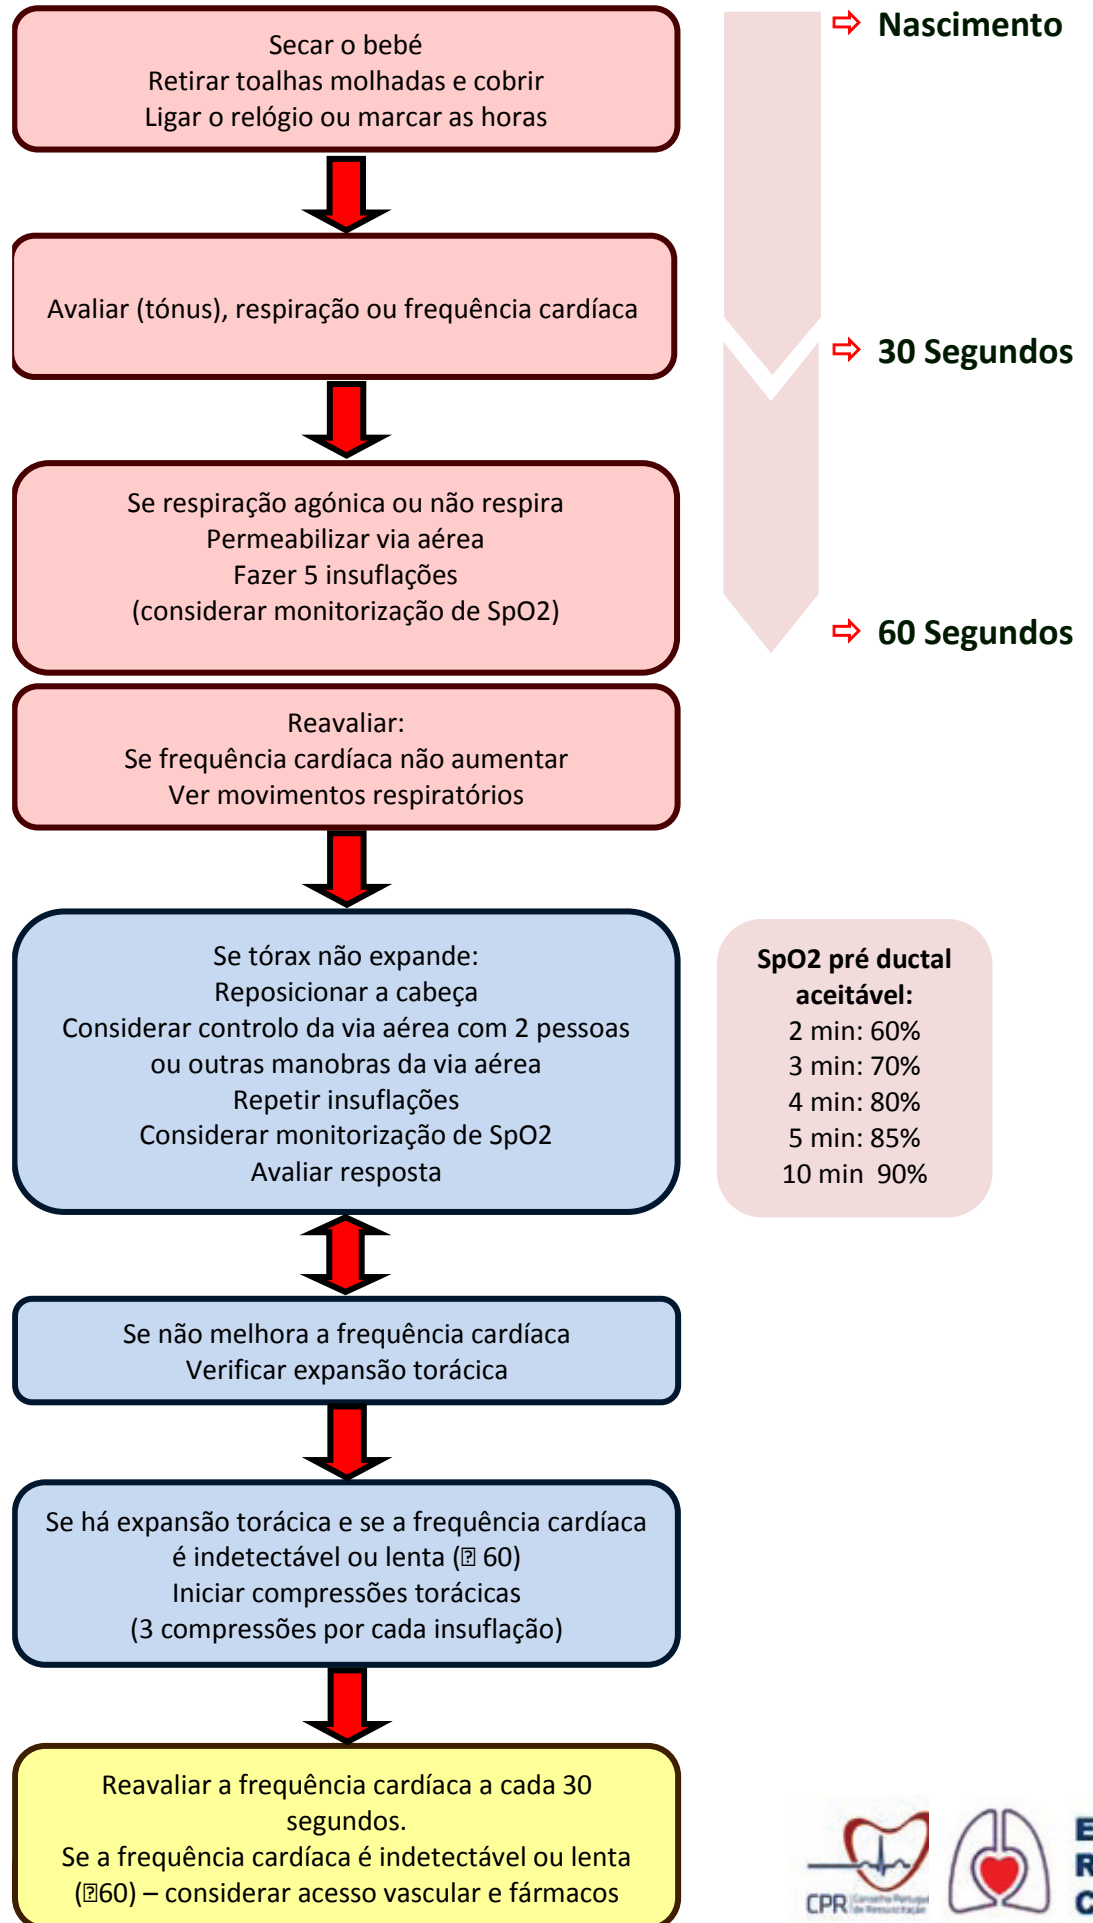 Secar o bebé
Retirar toalhas molhadas e cobrir
Ligar o relógio ou marcar as horas
⇨ Nascimento
Avaliar (tónus), respiração ou frequência cardíaca
⇨ 30 Segundos
Se respiração agónica ou não respira
Permeabilizar via aérea
Fazer 5 insuflações
(considerar monitorização de SpO2)
⇨ 60 Segundos
Reavaliar:
Se frequência cardíaca não aumentar
Ver movimentos respiratórios
Se tórax não expande:
Reposicionar a cabeça
Considerar controlo da via aérea com 2 pessoas
ou outras manobras da via aérea
Repetir insuflações
Considerar monitorização de SpO2
Avaliar resposta
SpO2 pré ductal
aceitável:
2 min: 60%
3 min: 70%
4 min: 80%
5 min: 85%
10 min 90%
Se não melhora a frequência cardíaca
Verificar expansão torácica
Se há expansão torácica e se a frequência cardíaca
é indetectável ou lenta (⍰ 60)
Iniciar compressões torácicas
(3 compressões por cada insuflação)
Reavaliar a frequência cardíaca a cada 30
segundos.
Se a frequência cardíaca é indetectável ou lenta
(⍰60) – considerar acesso vascular e fármacos
CPR
Conselho Portugu
de Ressuscitação
E
R
C